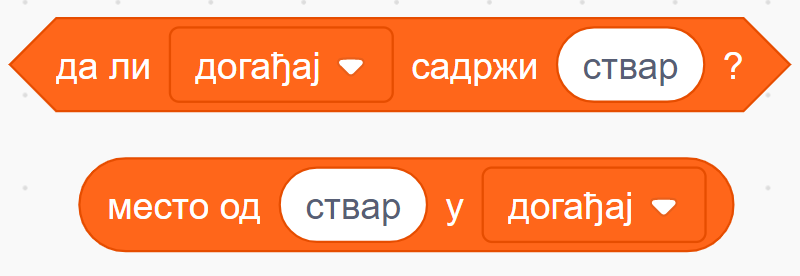 да ли догађај садржи ствар ?
место од ствар у догађај